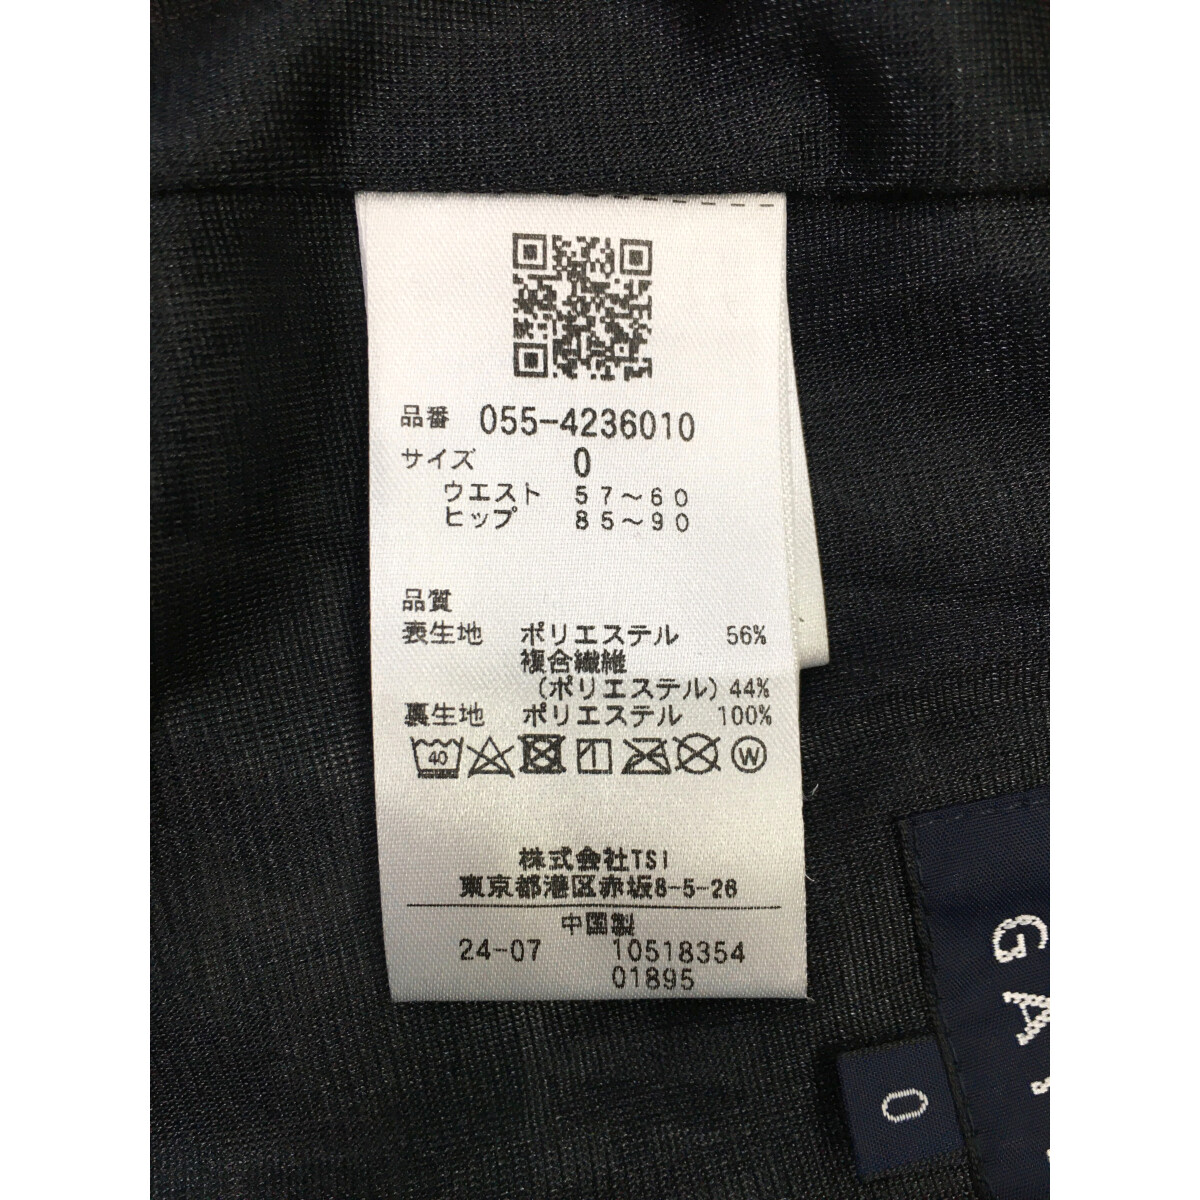 品番 055-4236010
サイズ 0
ウエスト 57～60
ヒップ 85～90
品質
表生地 ポリエステル 56%
複合繊維
(ポリエステル) 44%
裏生地 ポリエステル 100%
40 W
株式会社TSI
東京都港区赤坂8-5-26
中国製
24-07 10518354
01895
0